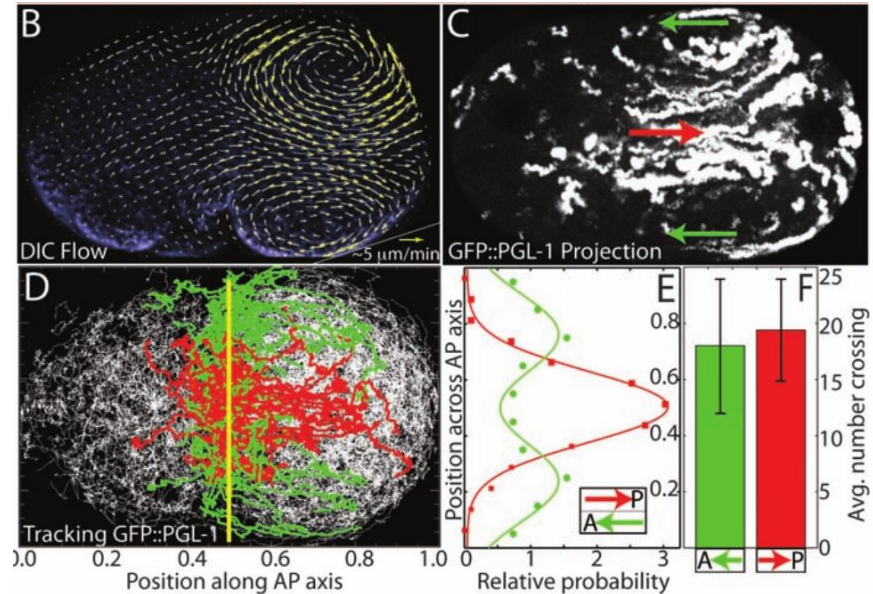 B
DIC Flow
~5 μm/min
C
GFP::PGL-1 Projection
D
Tracking GFP::PGL-1
0.0 0.2 0.4 0.6 0.8 1.0
Position along AP axis
E
Position across AP axis
0.8
0.6
0.4
0.2
P
A
0 1 2 3
Relative probability
F
25
20
15
10
5
0
Avg. number crossing
A
P